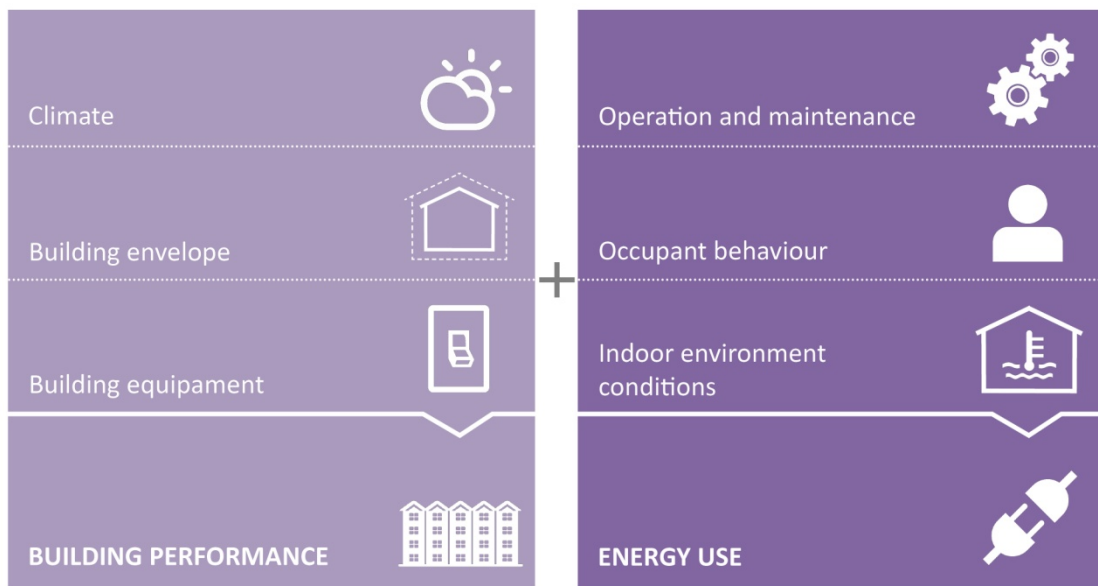 Climate
Building envelope
Building equipament
BUILDING PERFORMANCE
+
Operation and maintenance
Occupant behaviour
Indoor environment
conditions
ENERGY USE